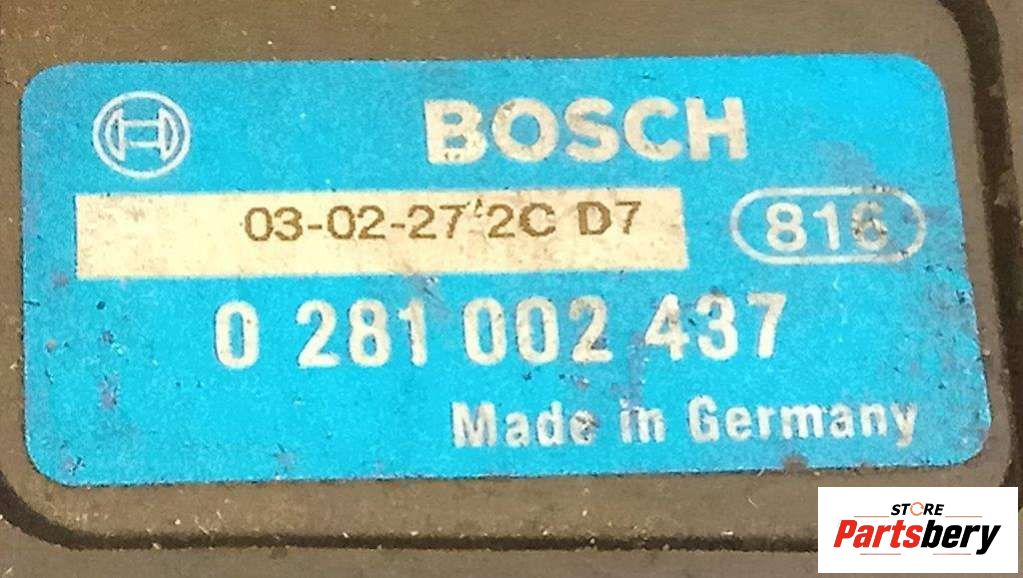 BOSCH
03-02-27'2C D7
816
0 281 002 437
Made in Germany
STORE
Partsbery